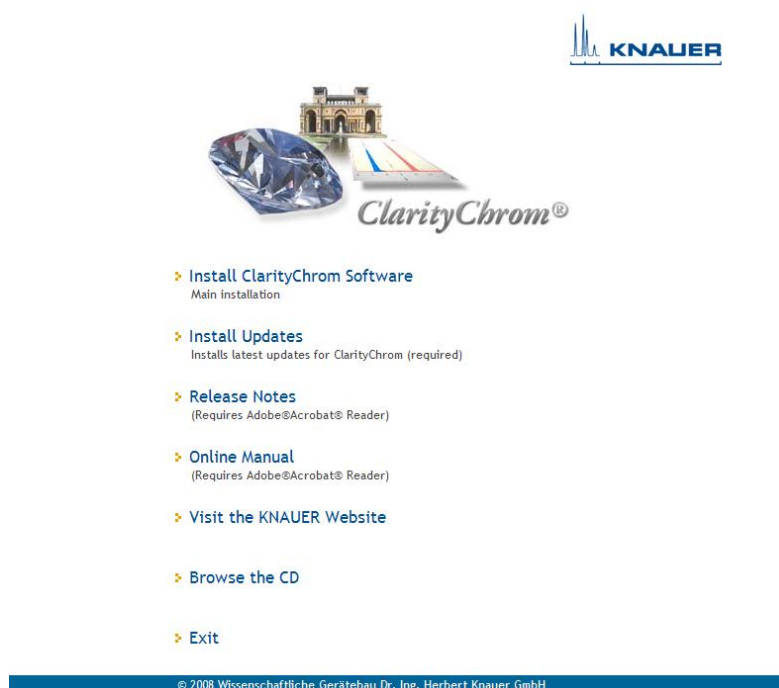 KNAUER
ClarityChrom®
Install ClarityChrom Software
Main installation
Install Updates
Installs latest updates for ClarityChrom (required)
Release Notes
(Requires Adobe®Acrobat® Reader)
Online Manual
(Requires Adobe®Acrobat® Reader)
Visit the KNAUER Website
Browse the CD
Exit
© 2008 Wissenschaftliche Gerätebau Dr. Ing. Herbert Knauer GmbH